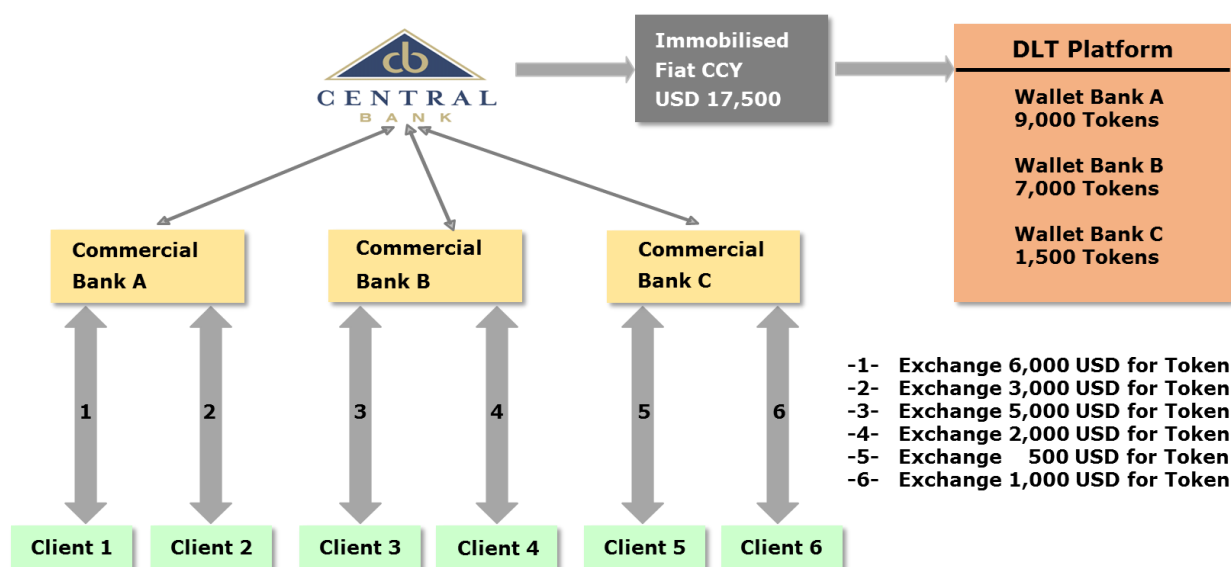 cb
CENTRAL
BANK
Immobilised
Fiat CCY
USD 17,500
DLT Platform
Wallet Bank A
9,000 Tokens
Wallet Bank B
7,000 Tokens
Wallet Bank C
1,500 Tokens
Commercial
Bank A
Commercial
Bank B
Commercial
Bank C
1
2
3
4
5
6
-1- Exchange 6,000 USD for Token
-2- Exchange 3,000 USD for Token
-3- Exchange 5,000 USD for Token
-4- Exchange 2,000 USD for Token
-5- Exchange 500 USD for Token
-6- Exchange 1,000 USD for Token
Client 1
Client 2
Client 3
Client 4
Client 5
Client 6